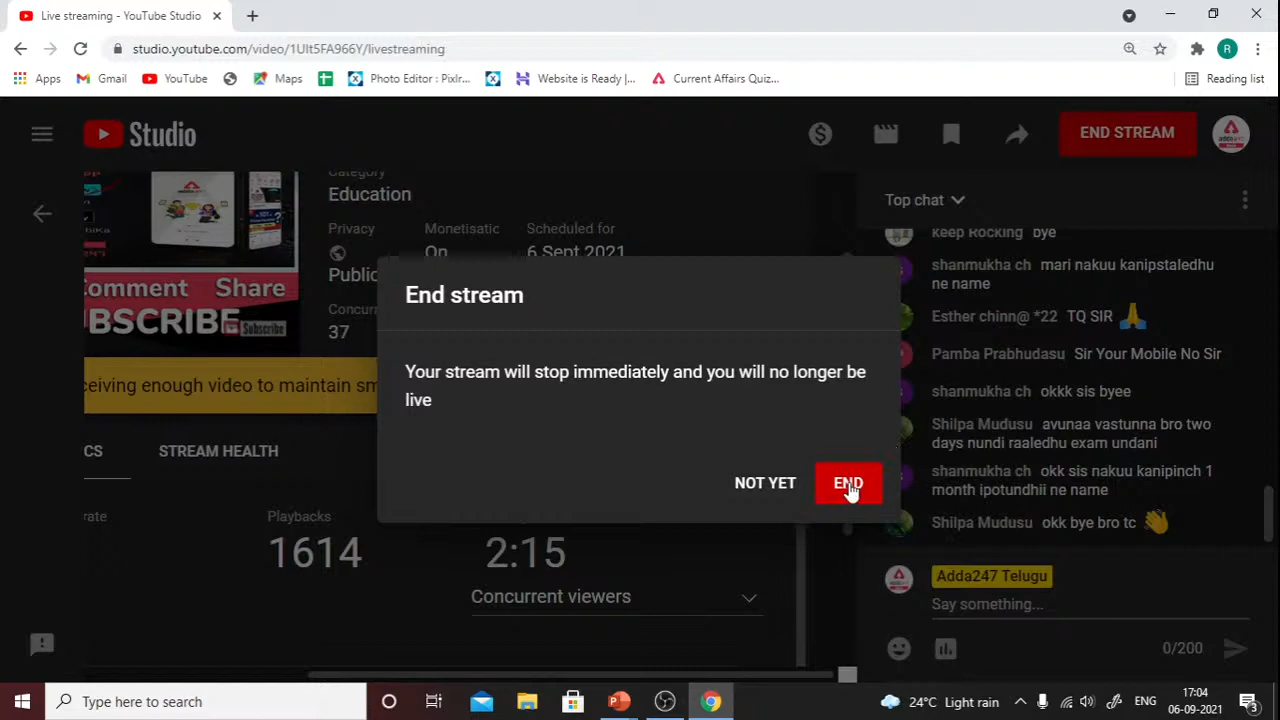 Live streaming - YouTube Studio
studio.youtube.com/video/1UIt5FA966Y/livestreaming
R
Apps Gmail YouTube Maps Photo Editor : Pixlr... Website is Ready |... Current Affairs Quiz... Reading list
Studio
END STREAM
Category
Education
Privacy Monetisatic Scheduled for
On 6 Sept 2021
Public
Concurr
37
omment Share
UBSCRIBE Subscribe
ceiving enough video to maintain sm
CS STREAM HEALTH
rate Playbacks
1614 2:15
Concurrent viewers
End stream
Your stream will stop immediately and you will no longer be
live
NOT YET END
Top chat
keep Rocking bye
shanmukha ch mari nakuu kanipstaledhu
ne name
Esther chinn@ *22 TQ SIR 🙏
Pamba Prabhudasu Sir Your Mobile No Sir
okkk sis byee
Shilpa Mudusu avunaa vastunna bro two
days nundi raaledhu exam undani
shanmukha ch okk sis nakuu kanipinch 1
month ipotundhii ne name
Shilpa Mudusu okk bye bro tc 👋
Adda247 Telugu
Say something...
0/200
Type here to search
24°C Light rain
ENG
17:04
06-09-2021
3